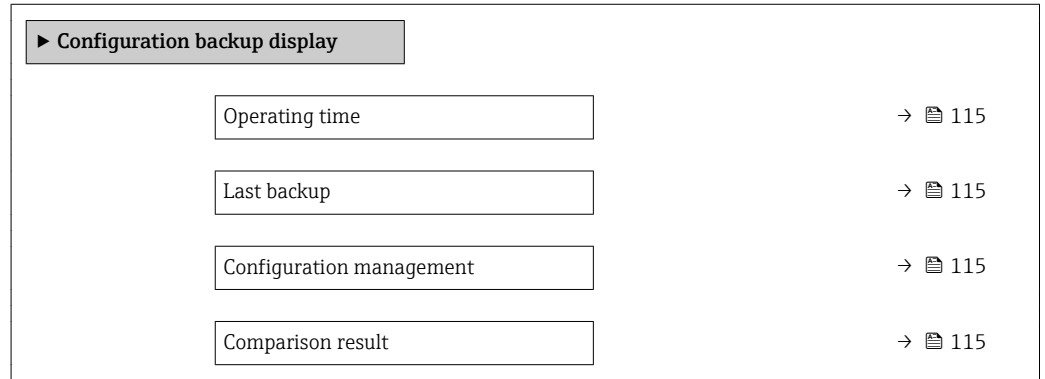 ▶ Configuration backup display
Operating time → 115
Last backup → 115
Configuration management → 115
Comparison result → 115